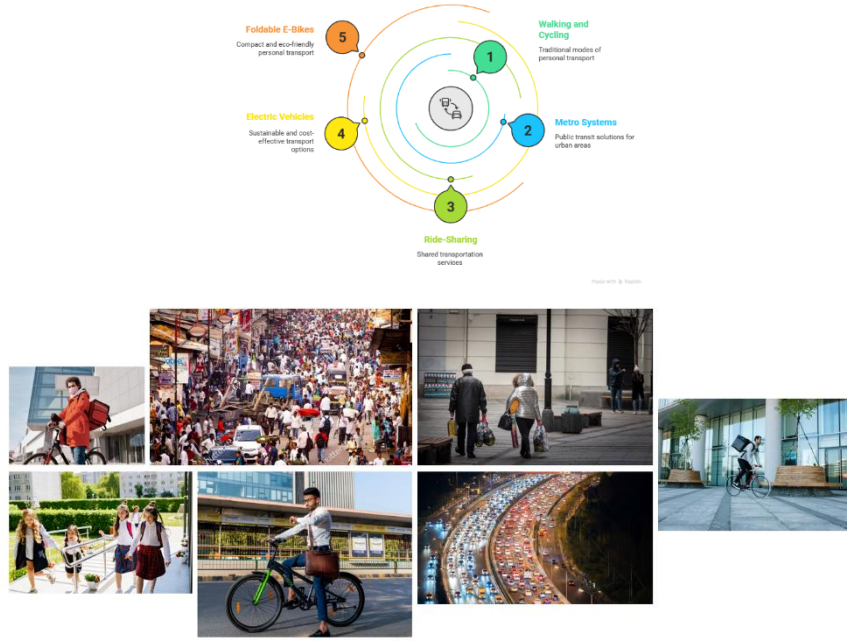 Foldable E-Bikes
Compact and eco-friendly
personal transport
5
Walking and
Cycling
Traditional modes of
personal transport
1
Electric Vehicles
Sustainable and cost-
effective transport
options
4
Metro Systems
Public transit solutions for
urban areas
2
3
Ride-Sharing
Shared transportation
services
Made with Napkin